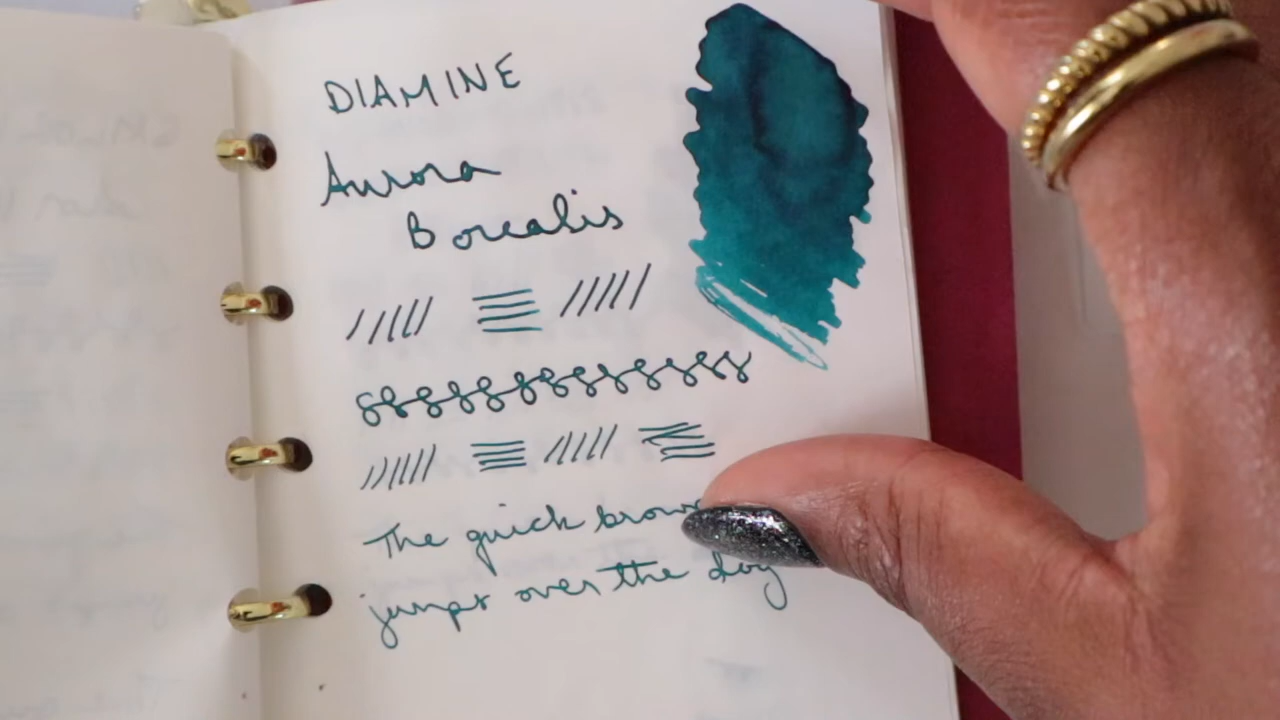 DIAMINE
Aurora
Borealis
The quick brown
jumps over the dog